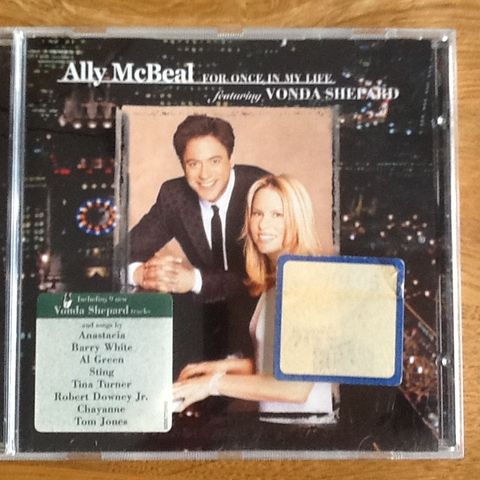 Ally McBeal FOR ONCE IN MY LIFE
featuring VONDA SHEPARD
Including 9 new
Vonda Shepard tracks
and songs by
Anastacia
Barry White
Al Green
Sting
Tina Turner
Robert Downey Jr.
Chayanne
Tom Jones